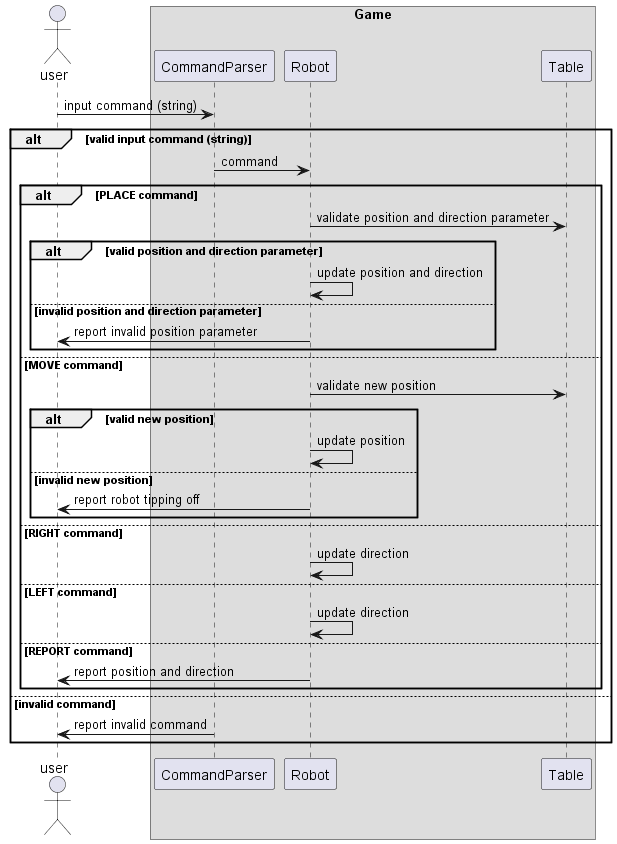 Game
user
CommandParser
Robot
Table
input command (string)
alt [valid input command (string)]
command
alt [PLACE command]
validate position and direction parameter
alt [valid position and direction parameter]
update position and direction
[invalid position and direction parameter]
report invalid position parameter
[MOVE command]
validate new position
alt [valid new position]
update position
[invalid new position]
report robot tipping off
[RIGHT command]
update direction
[LEFT command]
update direction
[REPORT command]
report position and direction
[invalid command]
report invalid command
user
CommandParser
Robot
Table